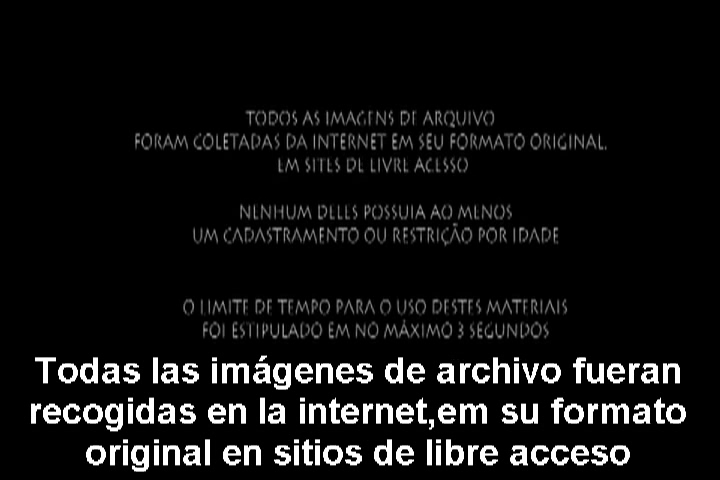 TODOS AS IMAGENS DE ARQUIVO
FORAM COLETADAS DA INTERNET EM SEU FORMATO ORIGINAL,
EM SITES DE LIVRE ACESSO
NENHUM DELES POSSUIA AO MENOS
UM CADASTRAMENTO OU RESTRIÇÃO POR IDADE
O LIMITE DE TEMPO PARA O USO DESTES MATERIAIS
FOI ESTIPULADO EM NO MÁXIMO 3 SEGUNDOS
Todas las imágenes de archivo fueran
recogidas en la internet,em su formato
original en sitios de libre acceso